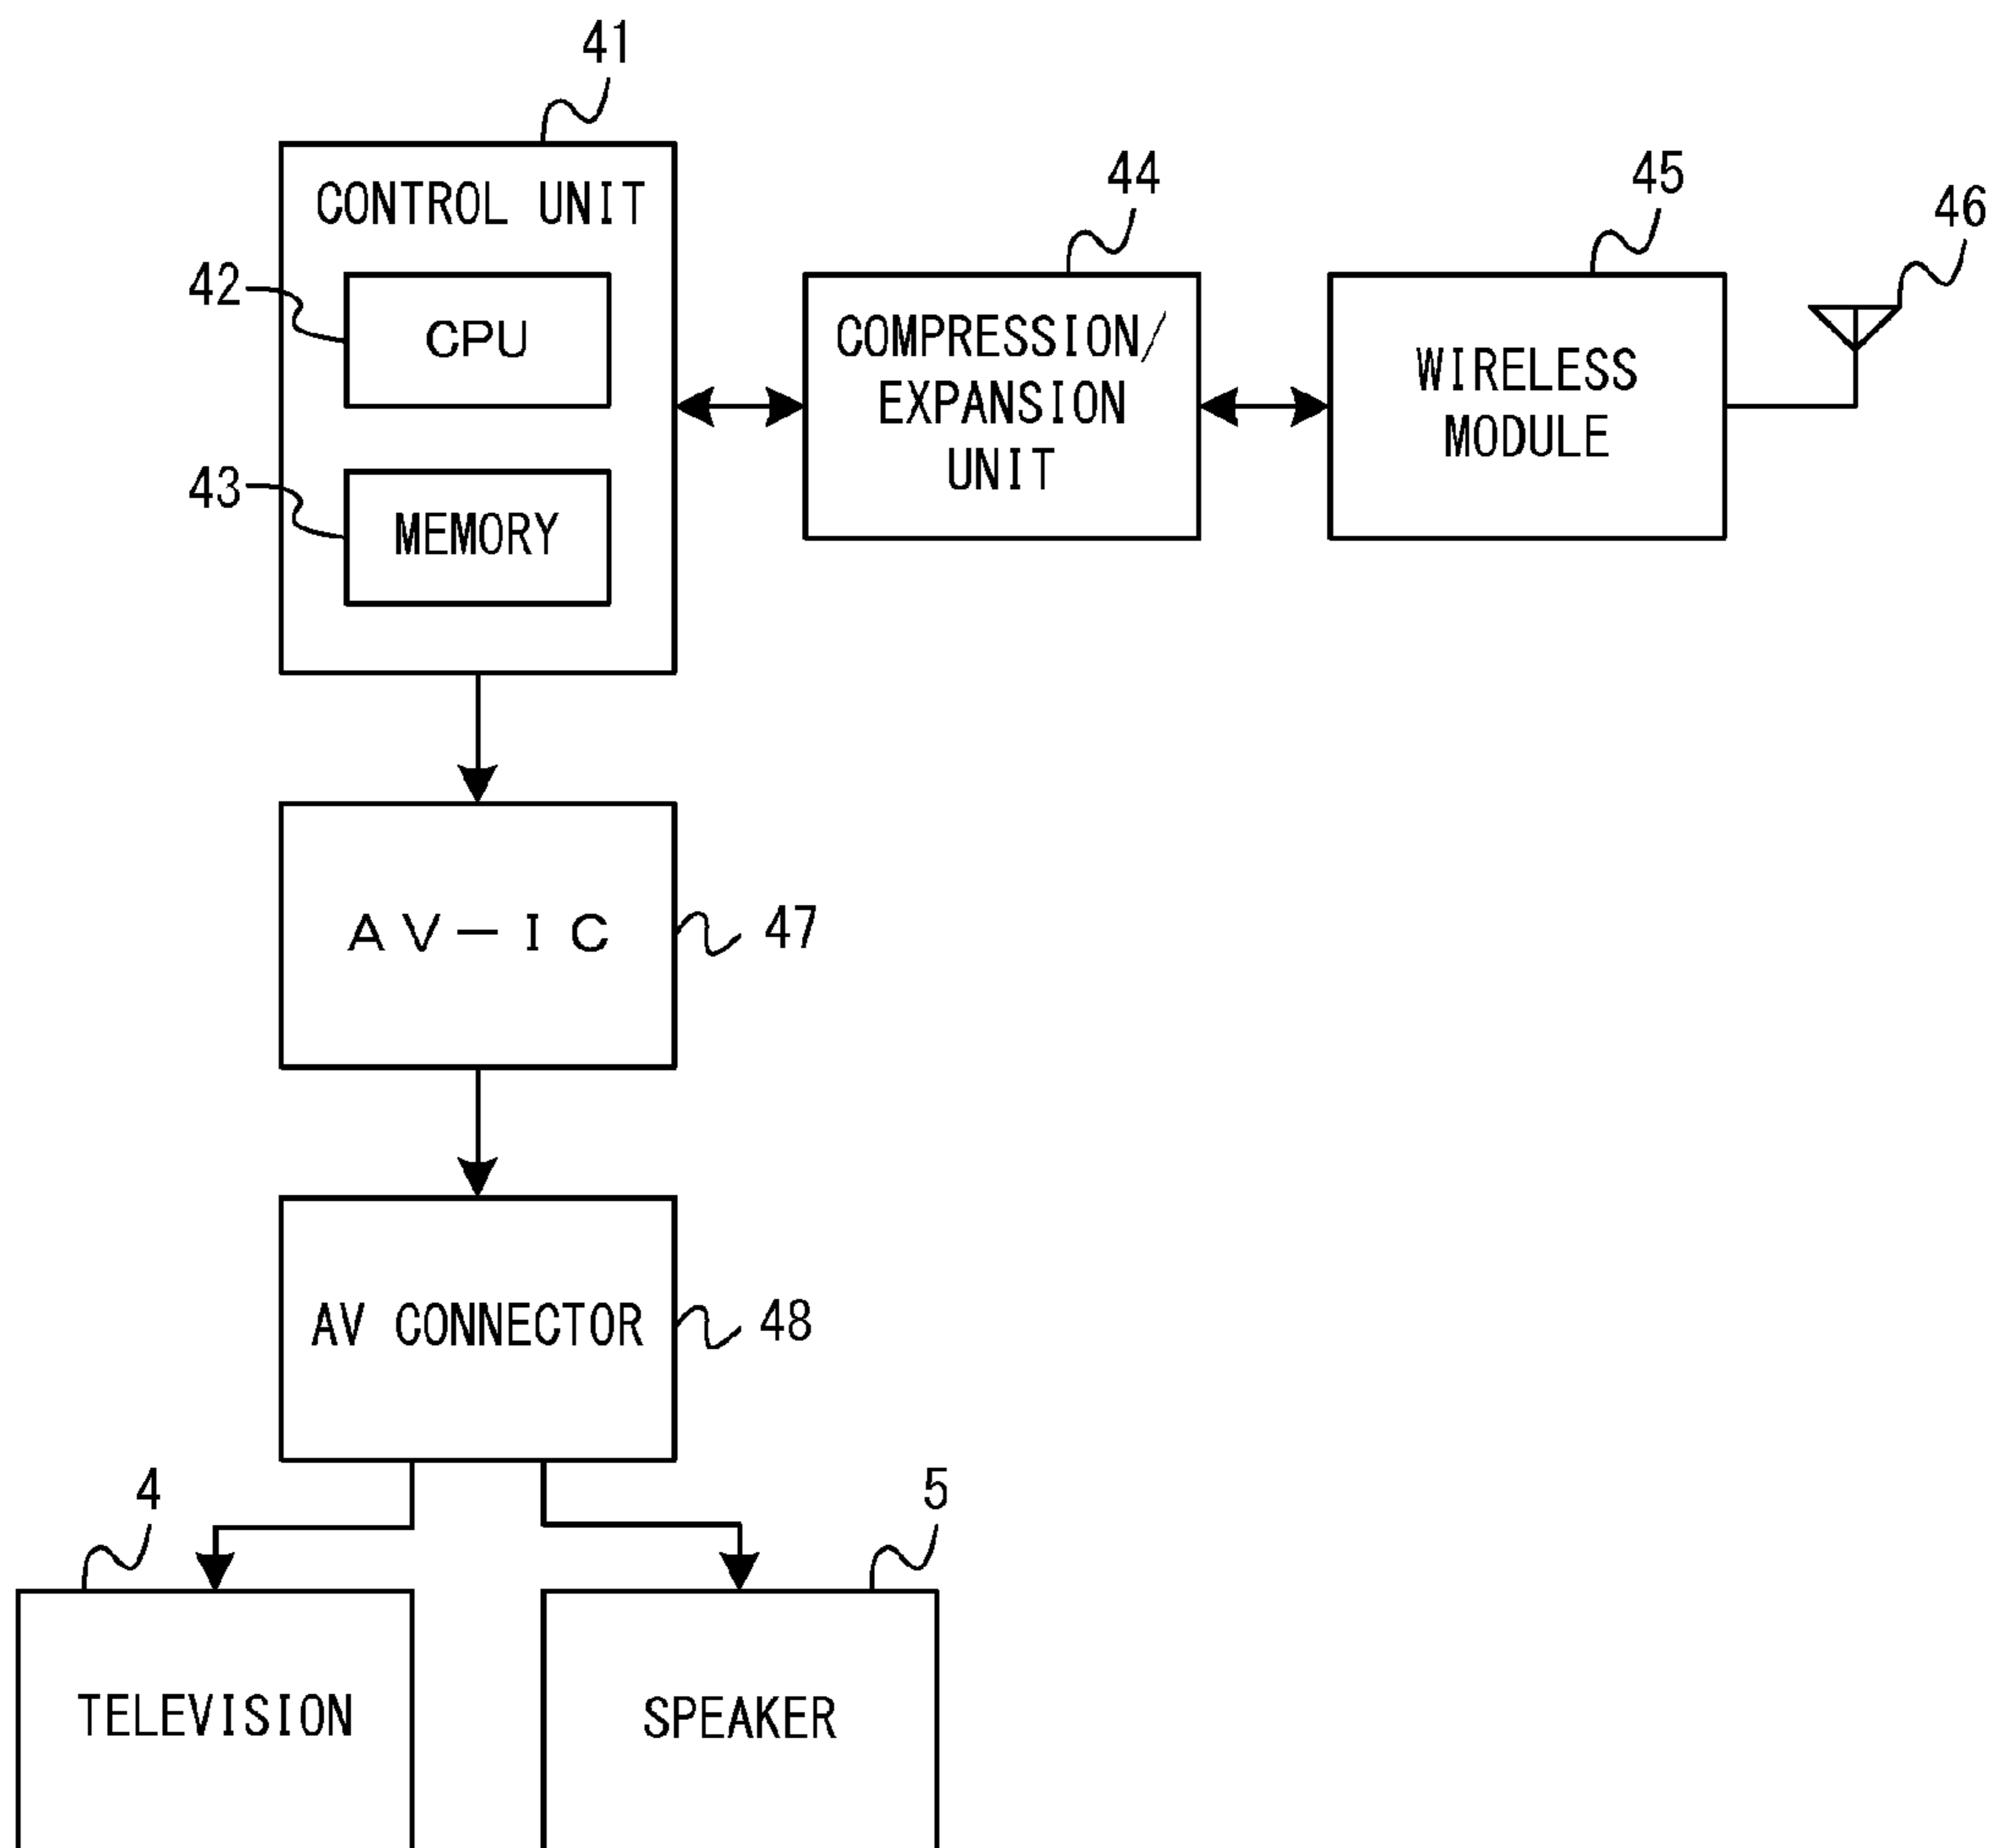 41
CONTROL UNIT
44
45
46
42
CPU
COMPRESSION/
EXPANSION
UNIT
WIRELESS
MODULE
43
MEMORY
AV-IC
47
AV CONNECTOR
48
4
5
TELEVISION
SPEAKER